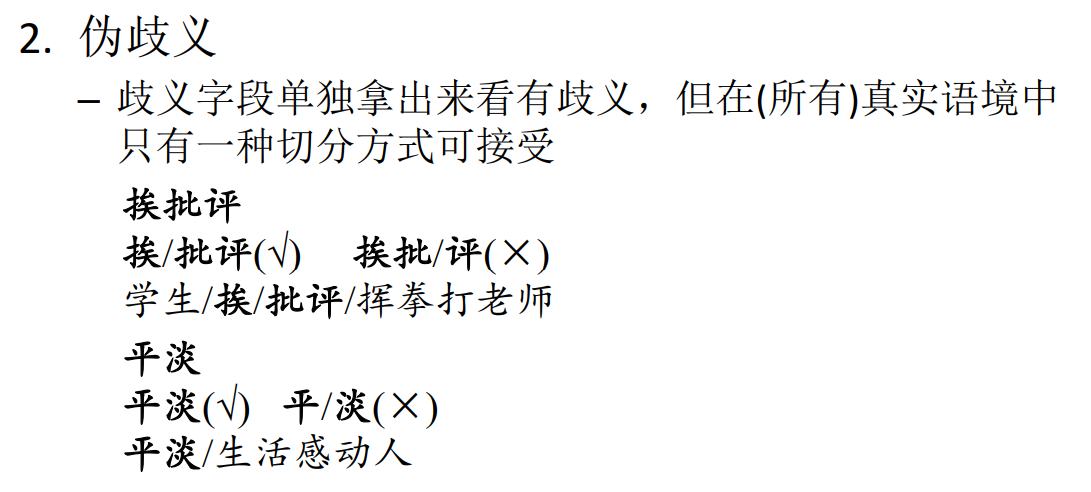 2. 伪歧义
– 歧义字段单独拿出来看有歧义，但在(所有)真实语境中
只有一种切分方式可接受
挨批评
挨/批评(√) 挨批/评(×)
学生/挨/批评/挥拳打老师
平淡
平淡(√) 平/淡(×)
平淡/生活感动人